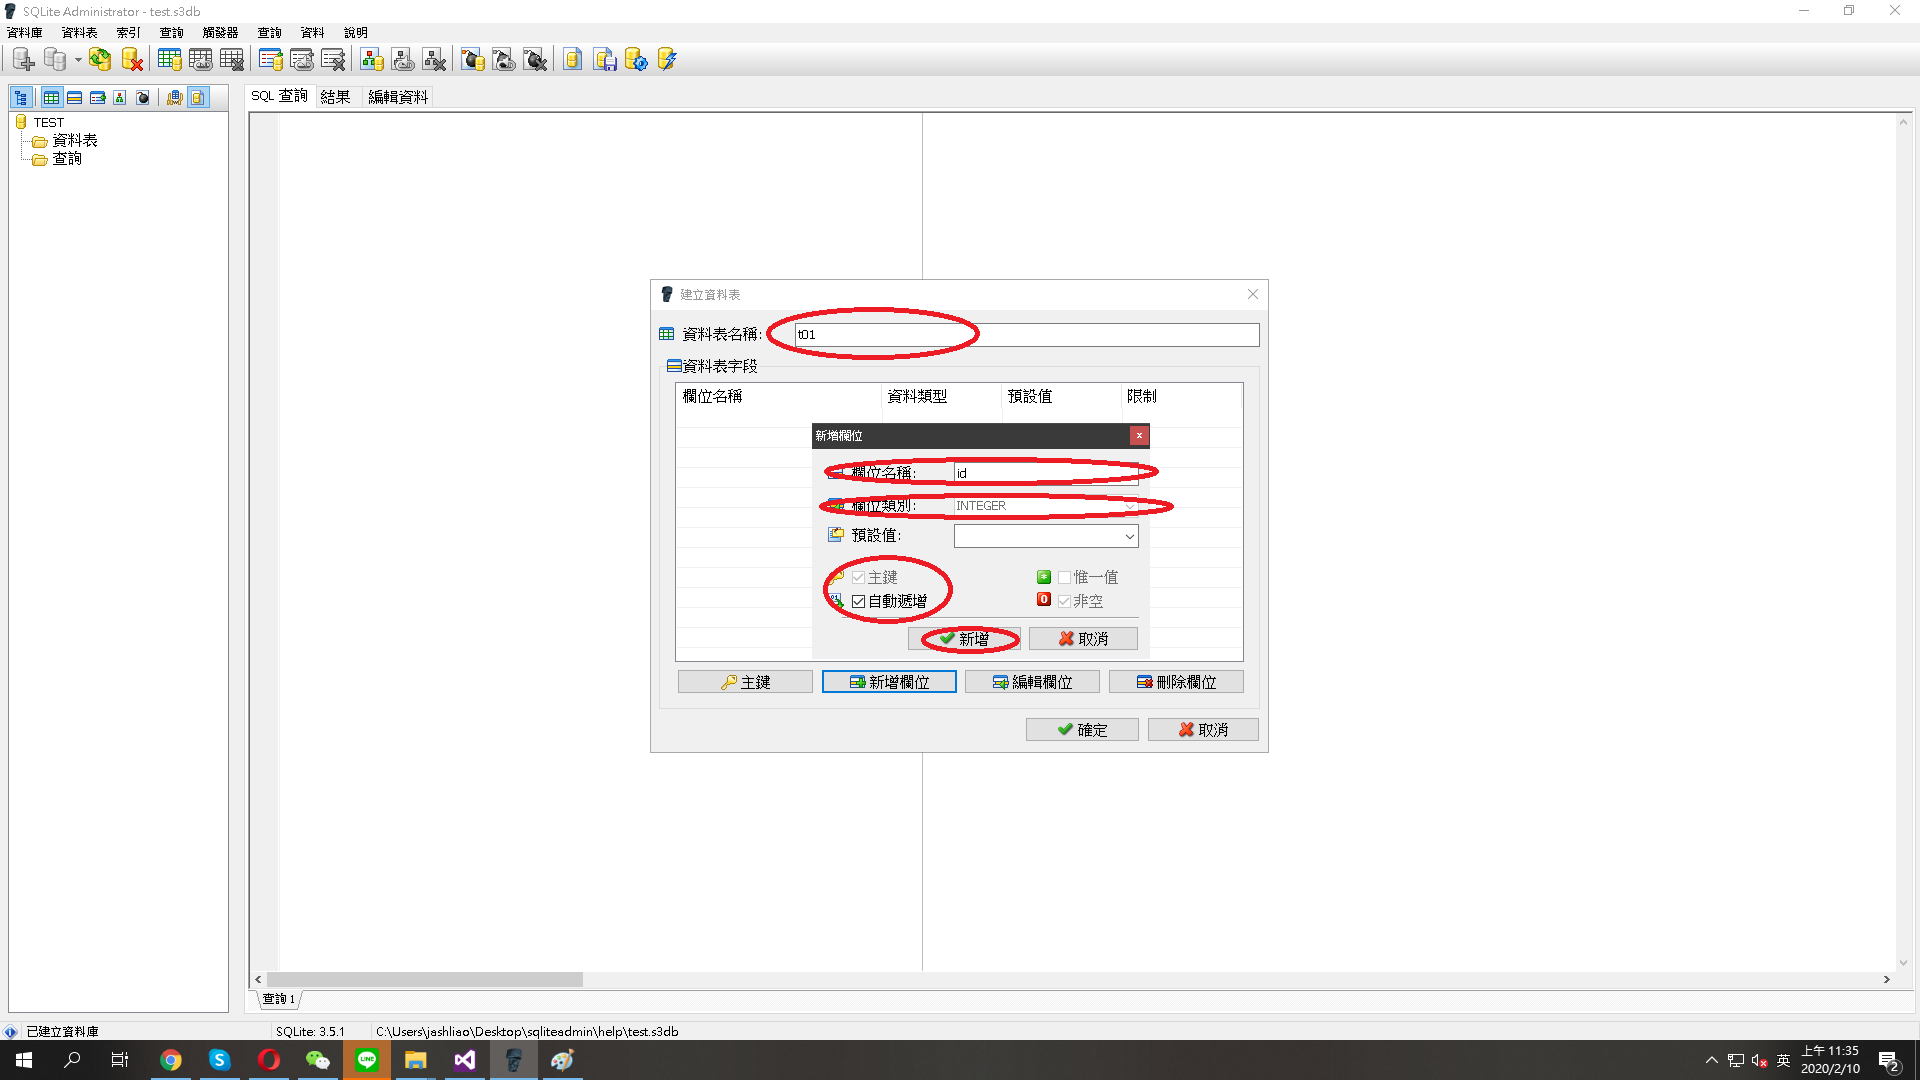 SQLite Administrator - test.s3db
資料庫 資料表 索引 查詢 觸發器 查詢 資料 說明
SQL 查詢 結果 編輯資料
TEST
資料表
查詢
建立資料表
資料表名稱: t01
資料表字段
欄位名稱 資料類型 預設值 限制
新增欄位
欄位名稱: id
欄位類別: INTEGER
預設值:
主鍵 惟一值
自動遞增 非空
新增 取消
主鍵 新增欄位 編輯欄位 刪除欄位
確定 取消
查詢 1
已建立資料庫 SQLite: 3.5.1 C:\Users\jashliao\Desktop\sqliteadmin\help\test.s3db
LINE
英
上午 11:35
2020/2/10
2